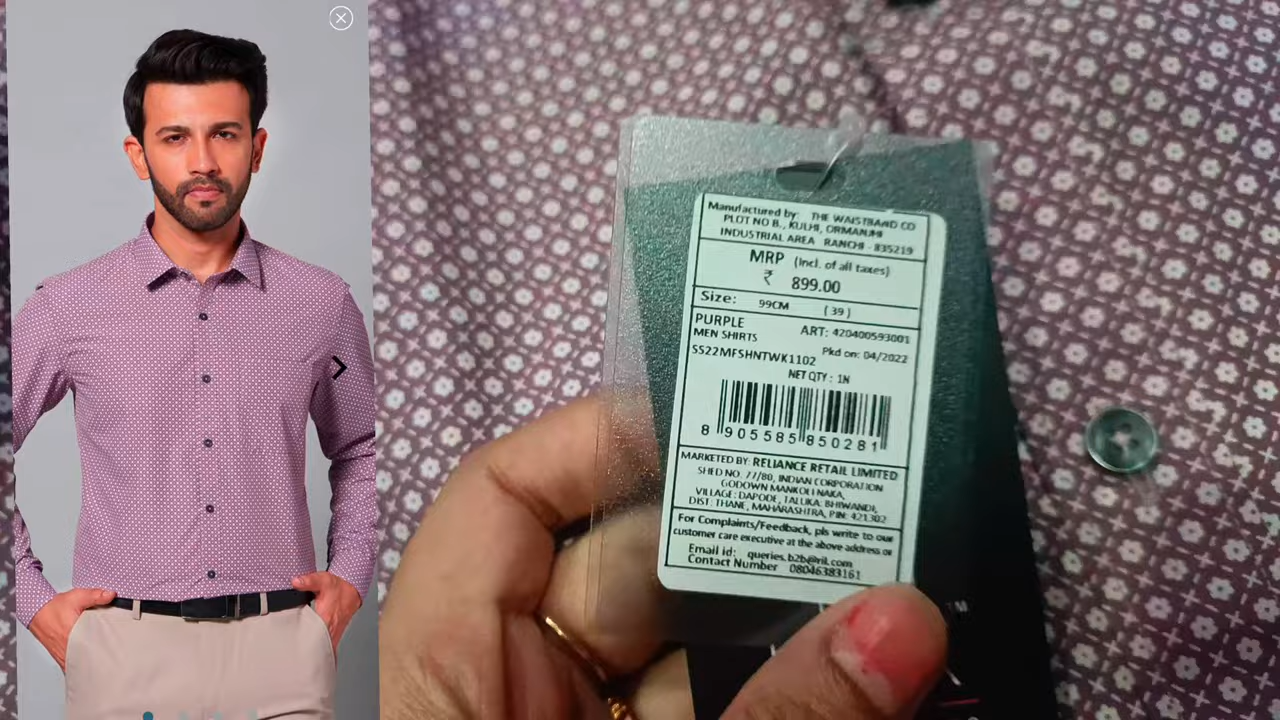 Manufactured by: THE WAISTBAND CO
PLOT NO 8., KULHI, ORMANJHI
INDUSTRIAL AREA RANCHI - 835219
MRP (Incl. of all taxes)
₹ 899.00
Size: 99CM (39)
PURPLE ART: 420400593001
MEN SHIRTS
SS22MFSHNTWK1102 Pkd on: 04/2022
NET QTY : 1N
8 905585 850281
MARKETED BY: RELIANCE RETAIL LIMITED
SHED NO. 77/80, INDIAN CORPORATION
GODOWN MANKOLI NAKA,
VILLAGE: DAPODE, TALUKA: BHIWANDI,
DIST: THANE, MAHARASHTRA, PIN: 421302
For Complaints/Feedback, pls write to our
customer care executive at the above address or
Email id: queries.b2b@ril.com
Contact Number 08046383161
TM